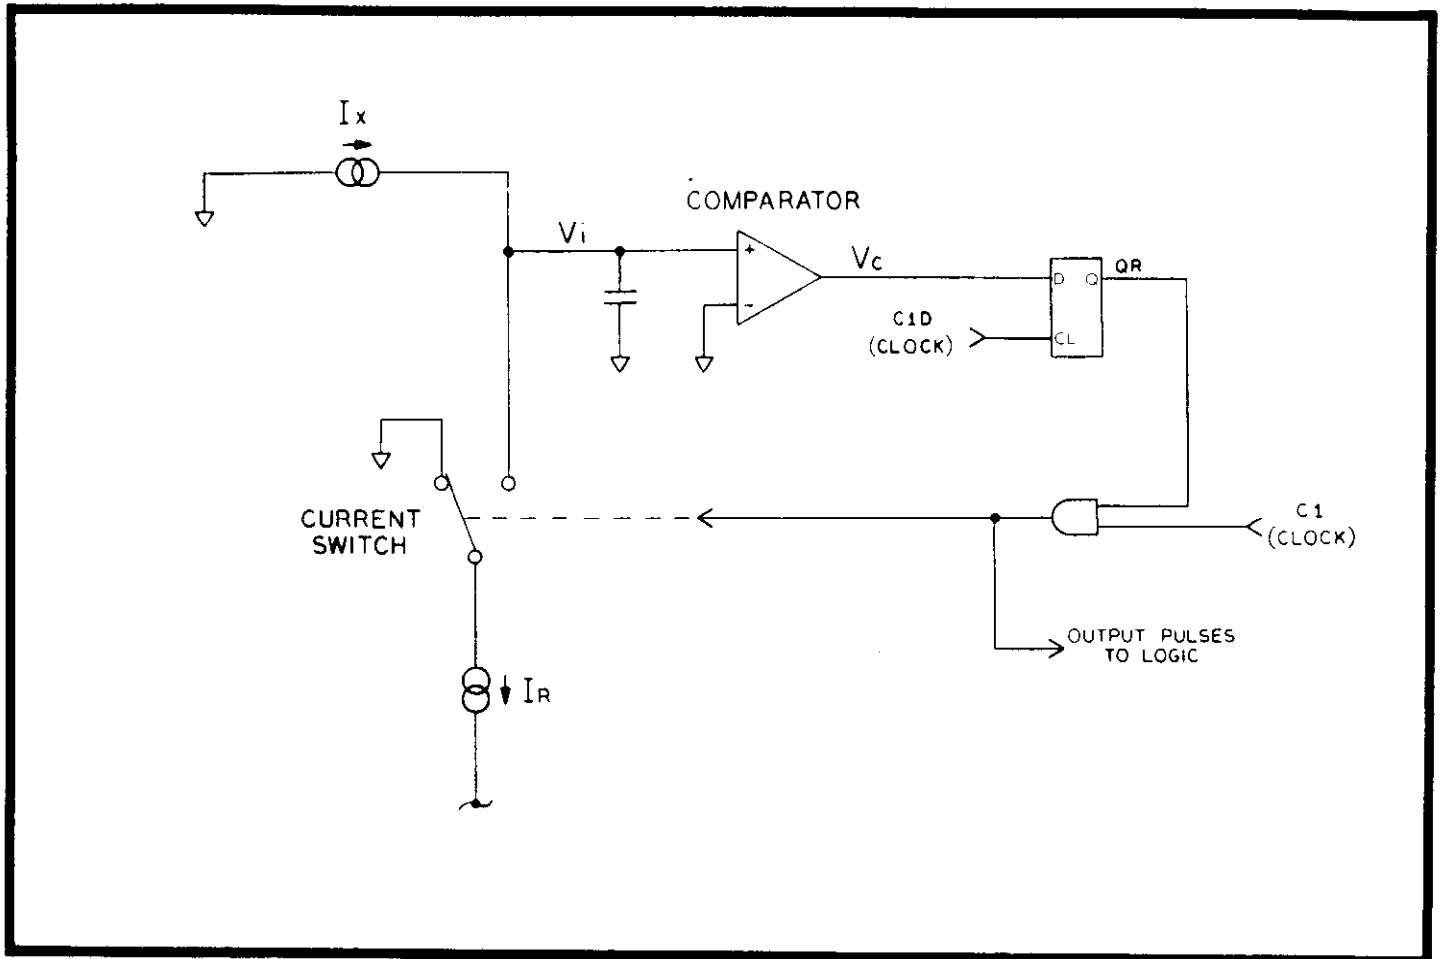 Ix
COMPARATOR
Vi
Vc
+
-
D Q
QR
C1D
(CLOCK)
CL
CURRENT
SWITCH
C1
(CLOCK)
OUTPUT PULSES
TO LOGIC
IR